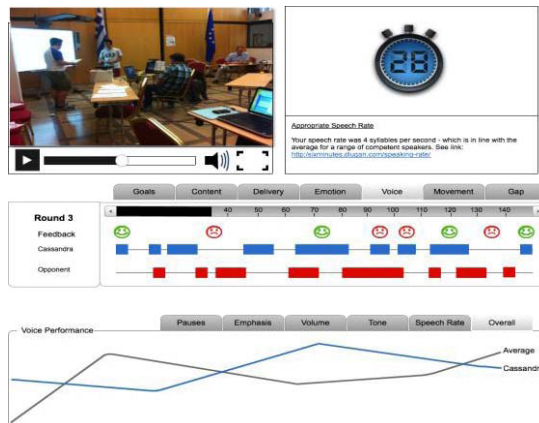 28
Appropriate Speech Rate
Your speech rate was 4 syllables per second - which is in line with the
average for a range of competent speakers. See link:
http://sixminutes.dlugan.com/speaking-rate/
Goals Content Delivery Emotion Voice Movement Gap
40 50 60 70 80 90 100 110 120 130 140
Round 3
Feedback
Cassandra
Opponent
Pauses Emphasis Volume Tone Speech Rate Overall
Voice Performance
Average
Cassandr